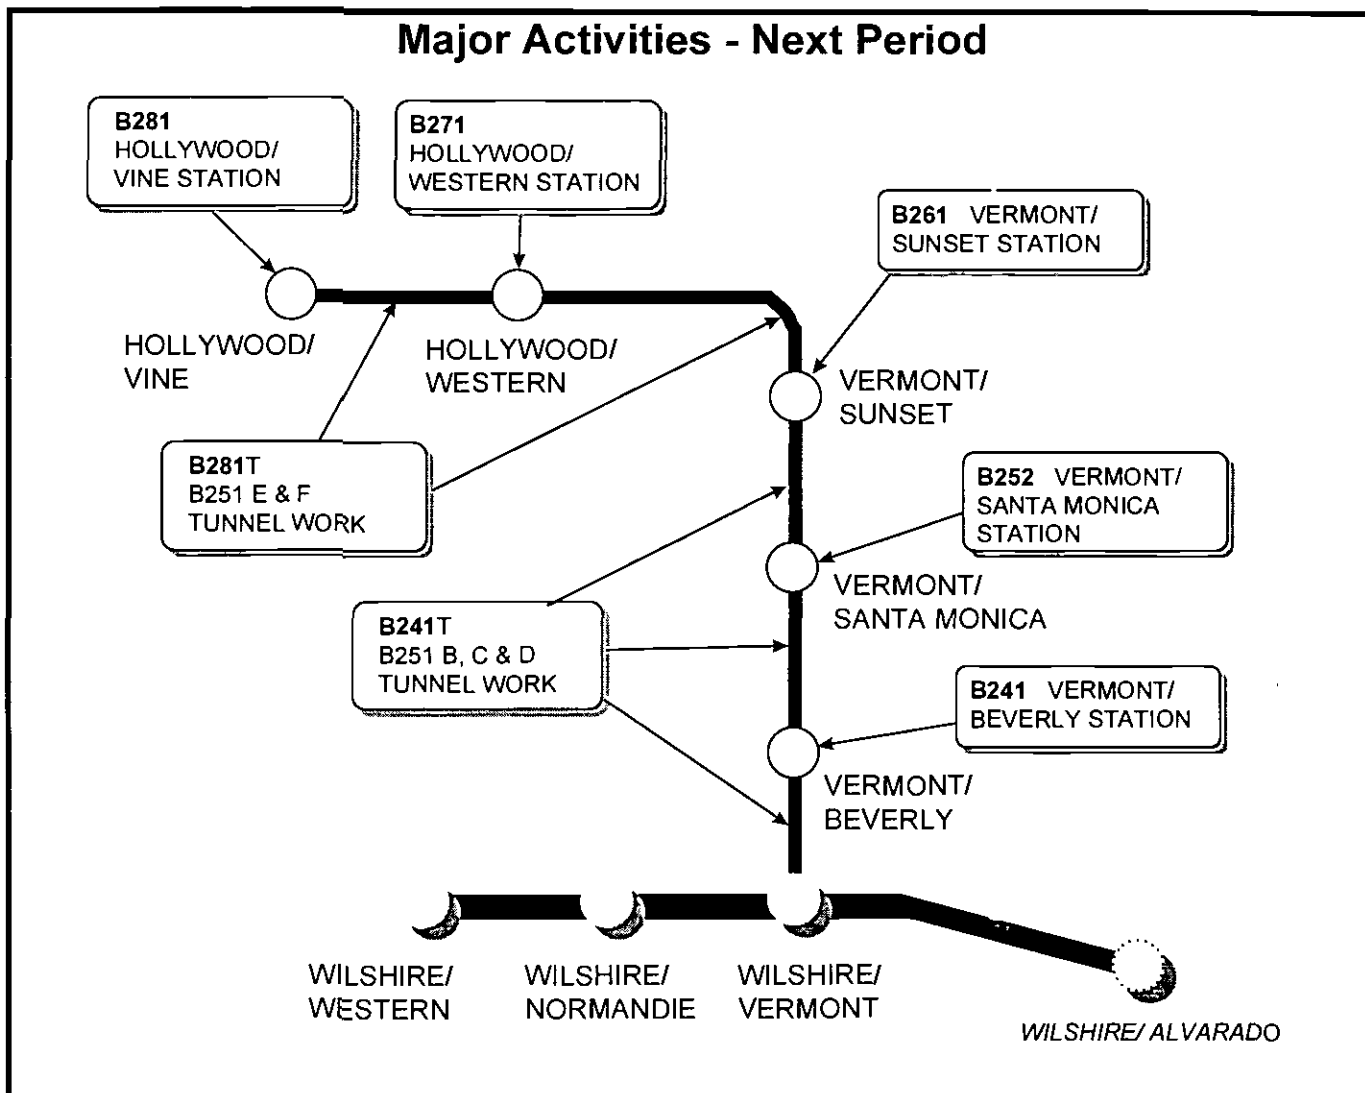 Major Activities - Next Period
B281
HOLLYWOOD/
VINE STATION
B271
HOLLYWOOD/
WESTERN STATION
B261 VERMONT/
SUNSET STATION
HOLLYWOOD/
VINE
HOLLYWOOD/
WESTERN
VERMONT/
SUNSET
B281T
B251 E & F
TUNNEL WORK
B252 VERMONT/
SANTA MONICA
STATION
VERMONT/
SANTA MONICA
B241T
B251 B, C & D
TUNNEL WORK
B241 VERMONT/
BEVERLY STATION
VERMONT/
BEVERLY
WILSHIRE/
WESTERN
WILSHIRE/
NORMANDIE
WILSHIRE/
VERMONT
WILSHIRE/ ALVARADO